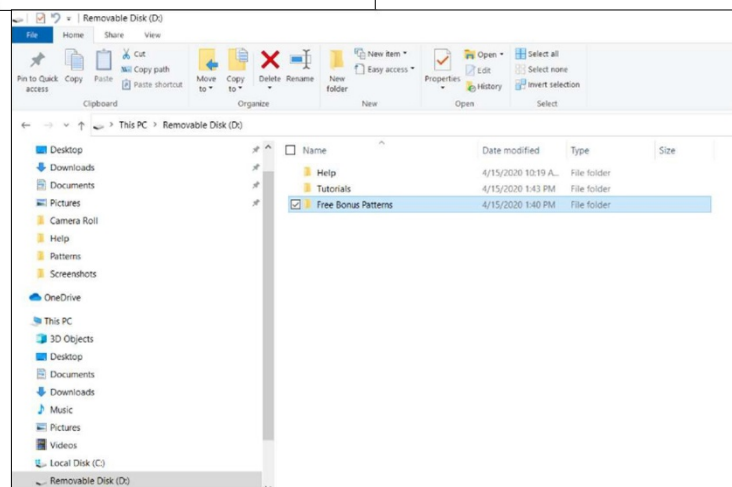 Removable Disk (D:)
File Home Share View
Pin to Quick access
Copy
Paste
Cut
Copy path
Paste shortcut
Clipboard
Move to
Copy to
Delete
Rename
Organize
New folder
New item
Easy access
New
Properties
Open
Edit
History
Open
Select all
Select none
Invert selection
Select
This PC > Removable Disk (D:)
Desktop
Downloads
Documents
Pictures
Camera Roll
Help
Patterns
Screenshots
OneDrive
This PC
3D Objects
Desktop
Documents
Downloads
Music
Pictures
Videos
Local Disk (C:)
Removable Disk (D:)
Name Date modified Type Size
Help 4/15/2020 10:19 A... File folder
Tutorials 4/15/2020 1:43 PM File folder
Free Bonus Patterns 4/15/2020 1:40 PM File folder